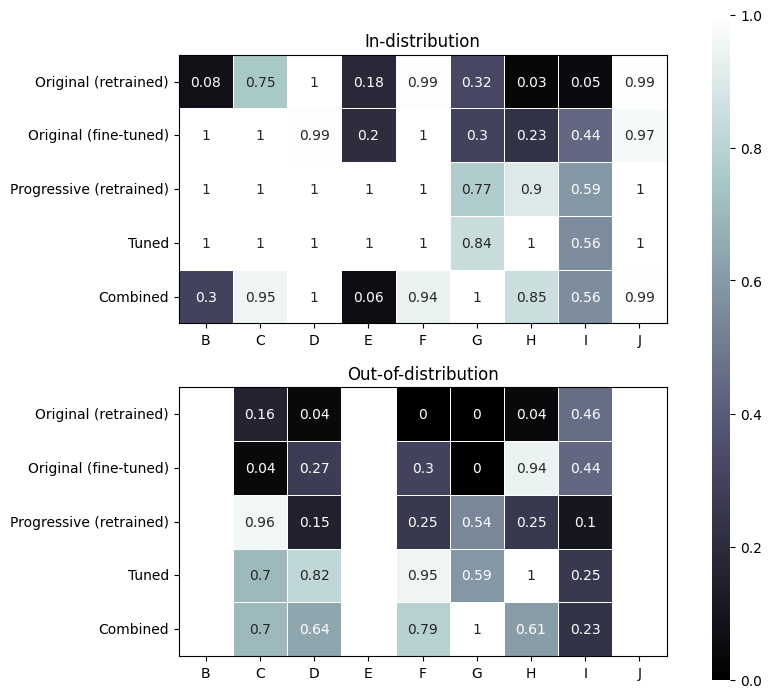 In-distribution
1.0
Original (retrained) 0.08 0.75 1 0.18 0.99 0.32 0.03 0.05 0.99
Original (fine-tuned) 1 1 0.99 0.2 1 0.3 0.23 0.44 0.97
0.8
Progressive (retrained) 1 1 1 1 1 0.77 0.9 0.59 1
Tuned 1 1 1 1 1 0.84 1 0.56 1
0.6
Combined 0.3 0.95 1 0.06 0.94 1 0.85 0.56 0.99
B C D E F G H I J
Out-of-distribution
Original (retrained) 0.16 0.04 0 0 0.04 0.46
0.4
Original (fine-tuned) 0.04 0.27 0.3 0 0.94 0.44
Progressive (retrained) 0.96 0.15 0.25 0.54 0.25 0.1
0.2
Tuned 0.7 0.82 0.95 0.59 1 0.25
Combined 0.7 0.64 0.79 1 0.61 0.23
B C D E F G H I J
0.0